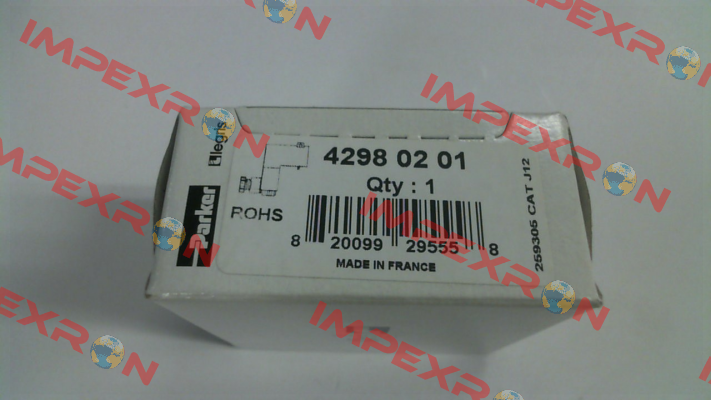 4298 02 01
Qty : 1
ROHS
8 20099 29555 8
MADE IN FRANCE
Parker
legris
259305 CAT J12
IMPEXRON
IMPEXRON
IMPEXRON
IMPEXRON
IMPEXRON
IMPEXRON
IMPEXRON